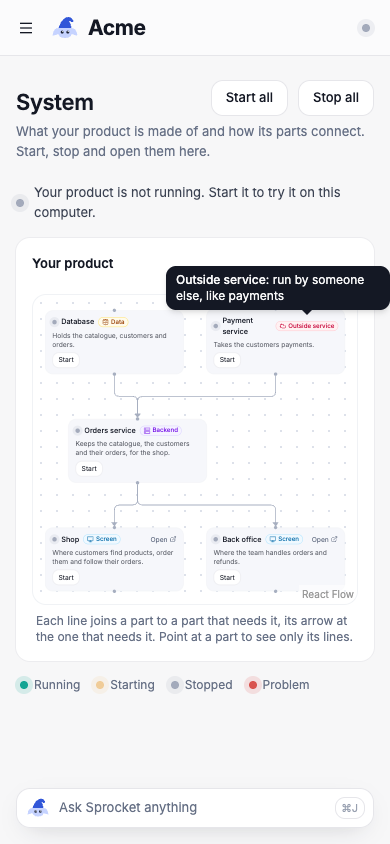 Acme
System
Start all
Stop all
What your product is made of and how its parts connect.
Start, stop and open them here.
Your product is not running. Start it to try it on this
computer.
Your product
Outside service: run by someone
else, like payments
Database
Data
Holds the catalogue, customers and
orders.
Start
Payment
service
Outside service
Takes the customers payments.
Start
Orders service
Backend
Keeps the catalogue, the customers
and their orders, for the shop.
Start
Shop
Screen
Open
Where customers find products, order
them and follow their orders.
Start
Back office
Screen
Open
Where the team handles orders and
refunds.
Start
React Flow
Each line joins a part to a part that needs it, its arrow at
the one that needs it. Point at a part to see only its lines.
Running
Starting
Stopped
Problem
Ask Sprocket anything
⌘J